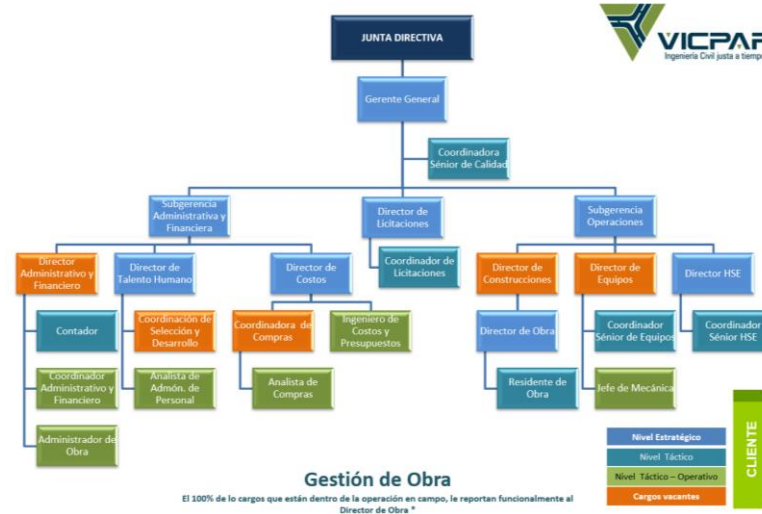 JUNTA DIRECTIVA
VICPAR
Ingeniería Civil justa a tiempo
Gerente General
Coordinadora
Sénior de Calidad
Subgerencia
Administrativa y
Financiera
Director de
Licitaciones
Subgerencia
Operaciones
Coordinador de
Licitaciones
Director
Administrativo y
Financiero
Director de
Talento Humano
Director de
Costos
Director de
Construcciones
Director de
Equipos
Director HSE
Contador
Coordinación de
Selección y
Desarrollo
Coordinadora de
Compras
Ingeniero de
Costos y
Presupuestos
Director de Obra
Coordinador
Sénior de Equipos
Coordinador
Sénior HSE
Coordinador
Administrativo y
Financiero
Analista de
Admón. de
Personal
Analista de
Compras
Residente de
Obra
Jefe de Mecánica
Administrador de
Obra
Nivel Estratégico
Nivel Táctico
Nivel Táctico – Operativo
Cargos vacantes
CLIENTE
Gestión de Obra
El 100% de lo cargos que están dentro de la operación en campo, le reportan funcionalmente al
Director de Obra *